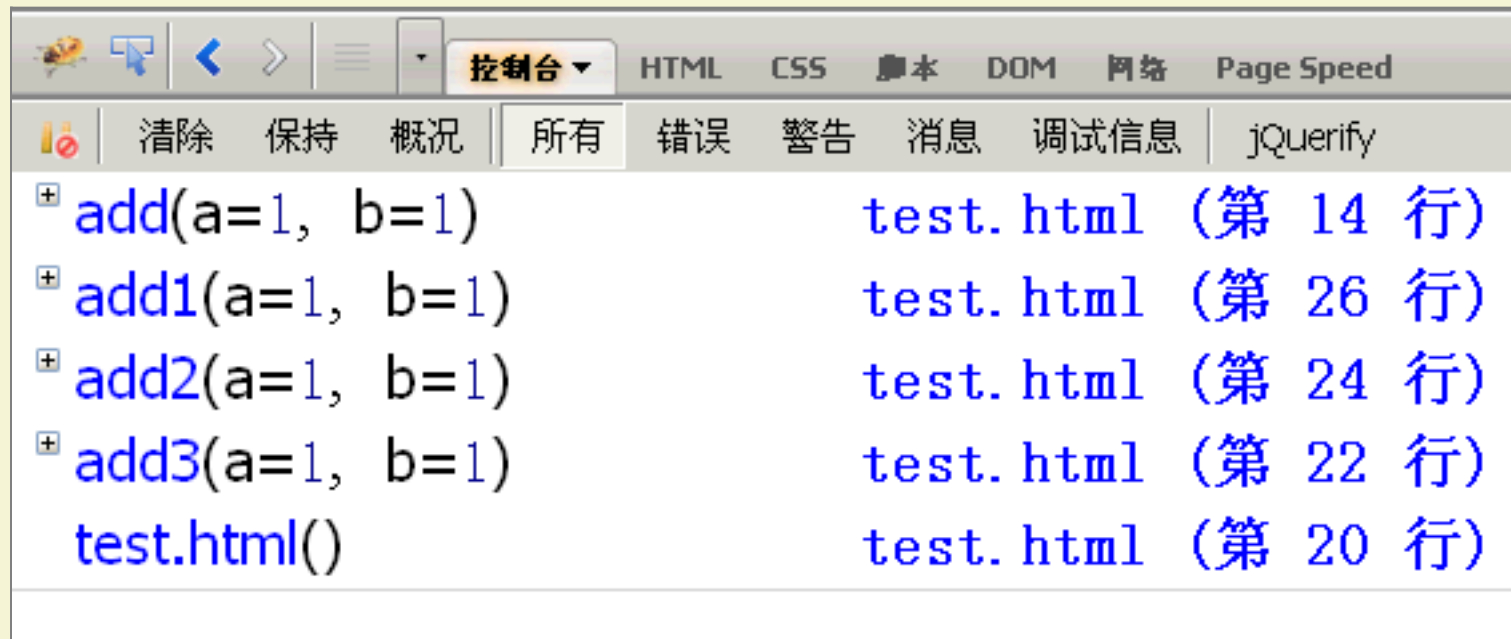 控制台 HTML CSS 脚本 DOM 网络 Page Speed
清除 保持 概况 所有 错误 警告 消息 调试信息 jQuerify
add(a=1, b=1) test.html (第 14 行)
add1(a=1, b=1) test.html (第 26 行)
add2(a=1, b=1) test.html (第 24 行)
add3(a=1, b=1) test.html (第 22 行)
test.html() test.html (第 20 行)